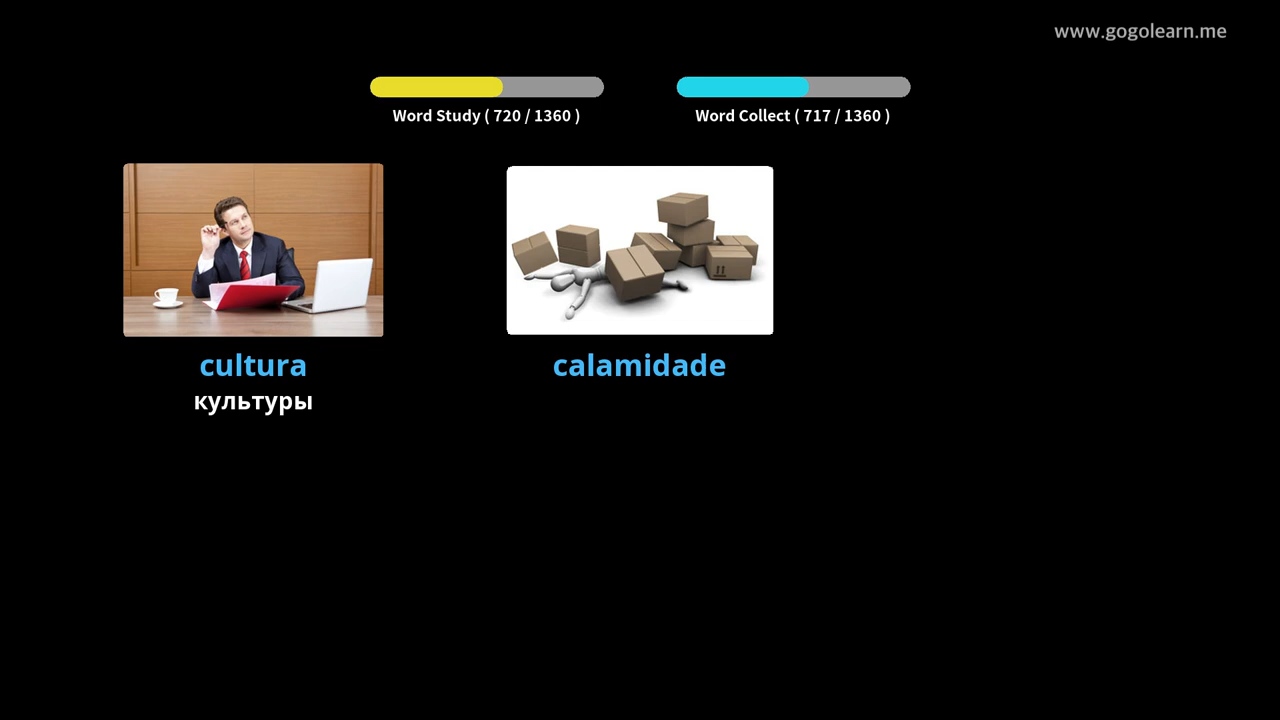 www.gogolearn.me
Word Study ( 720 / 1360 )
Word Collect ( 717 / 1360 )
cultura
культуры
calamidade